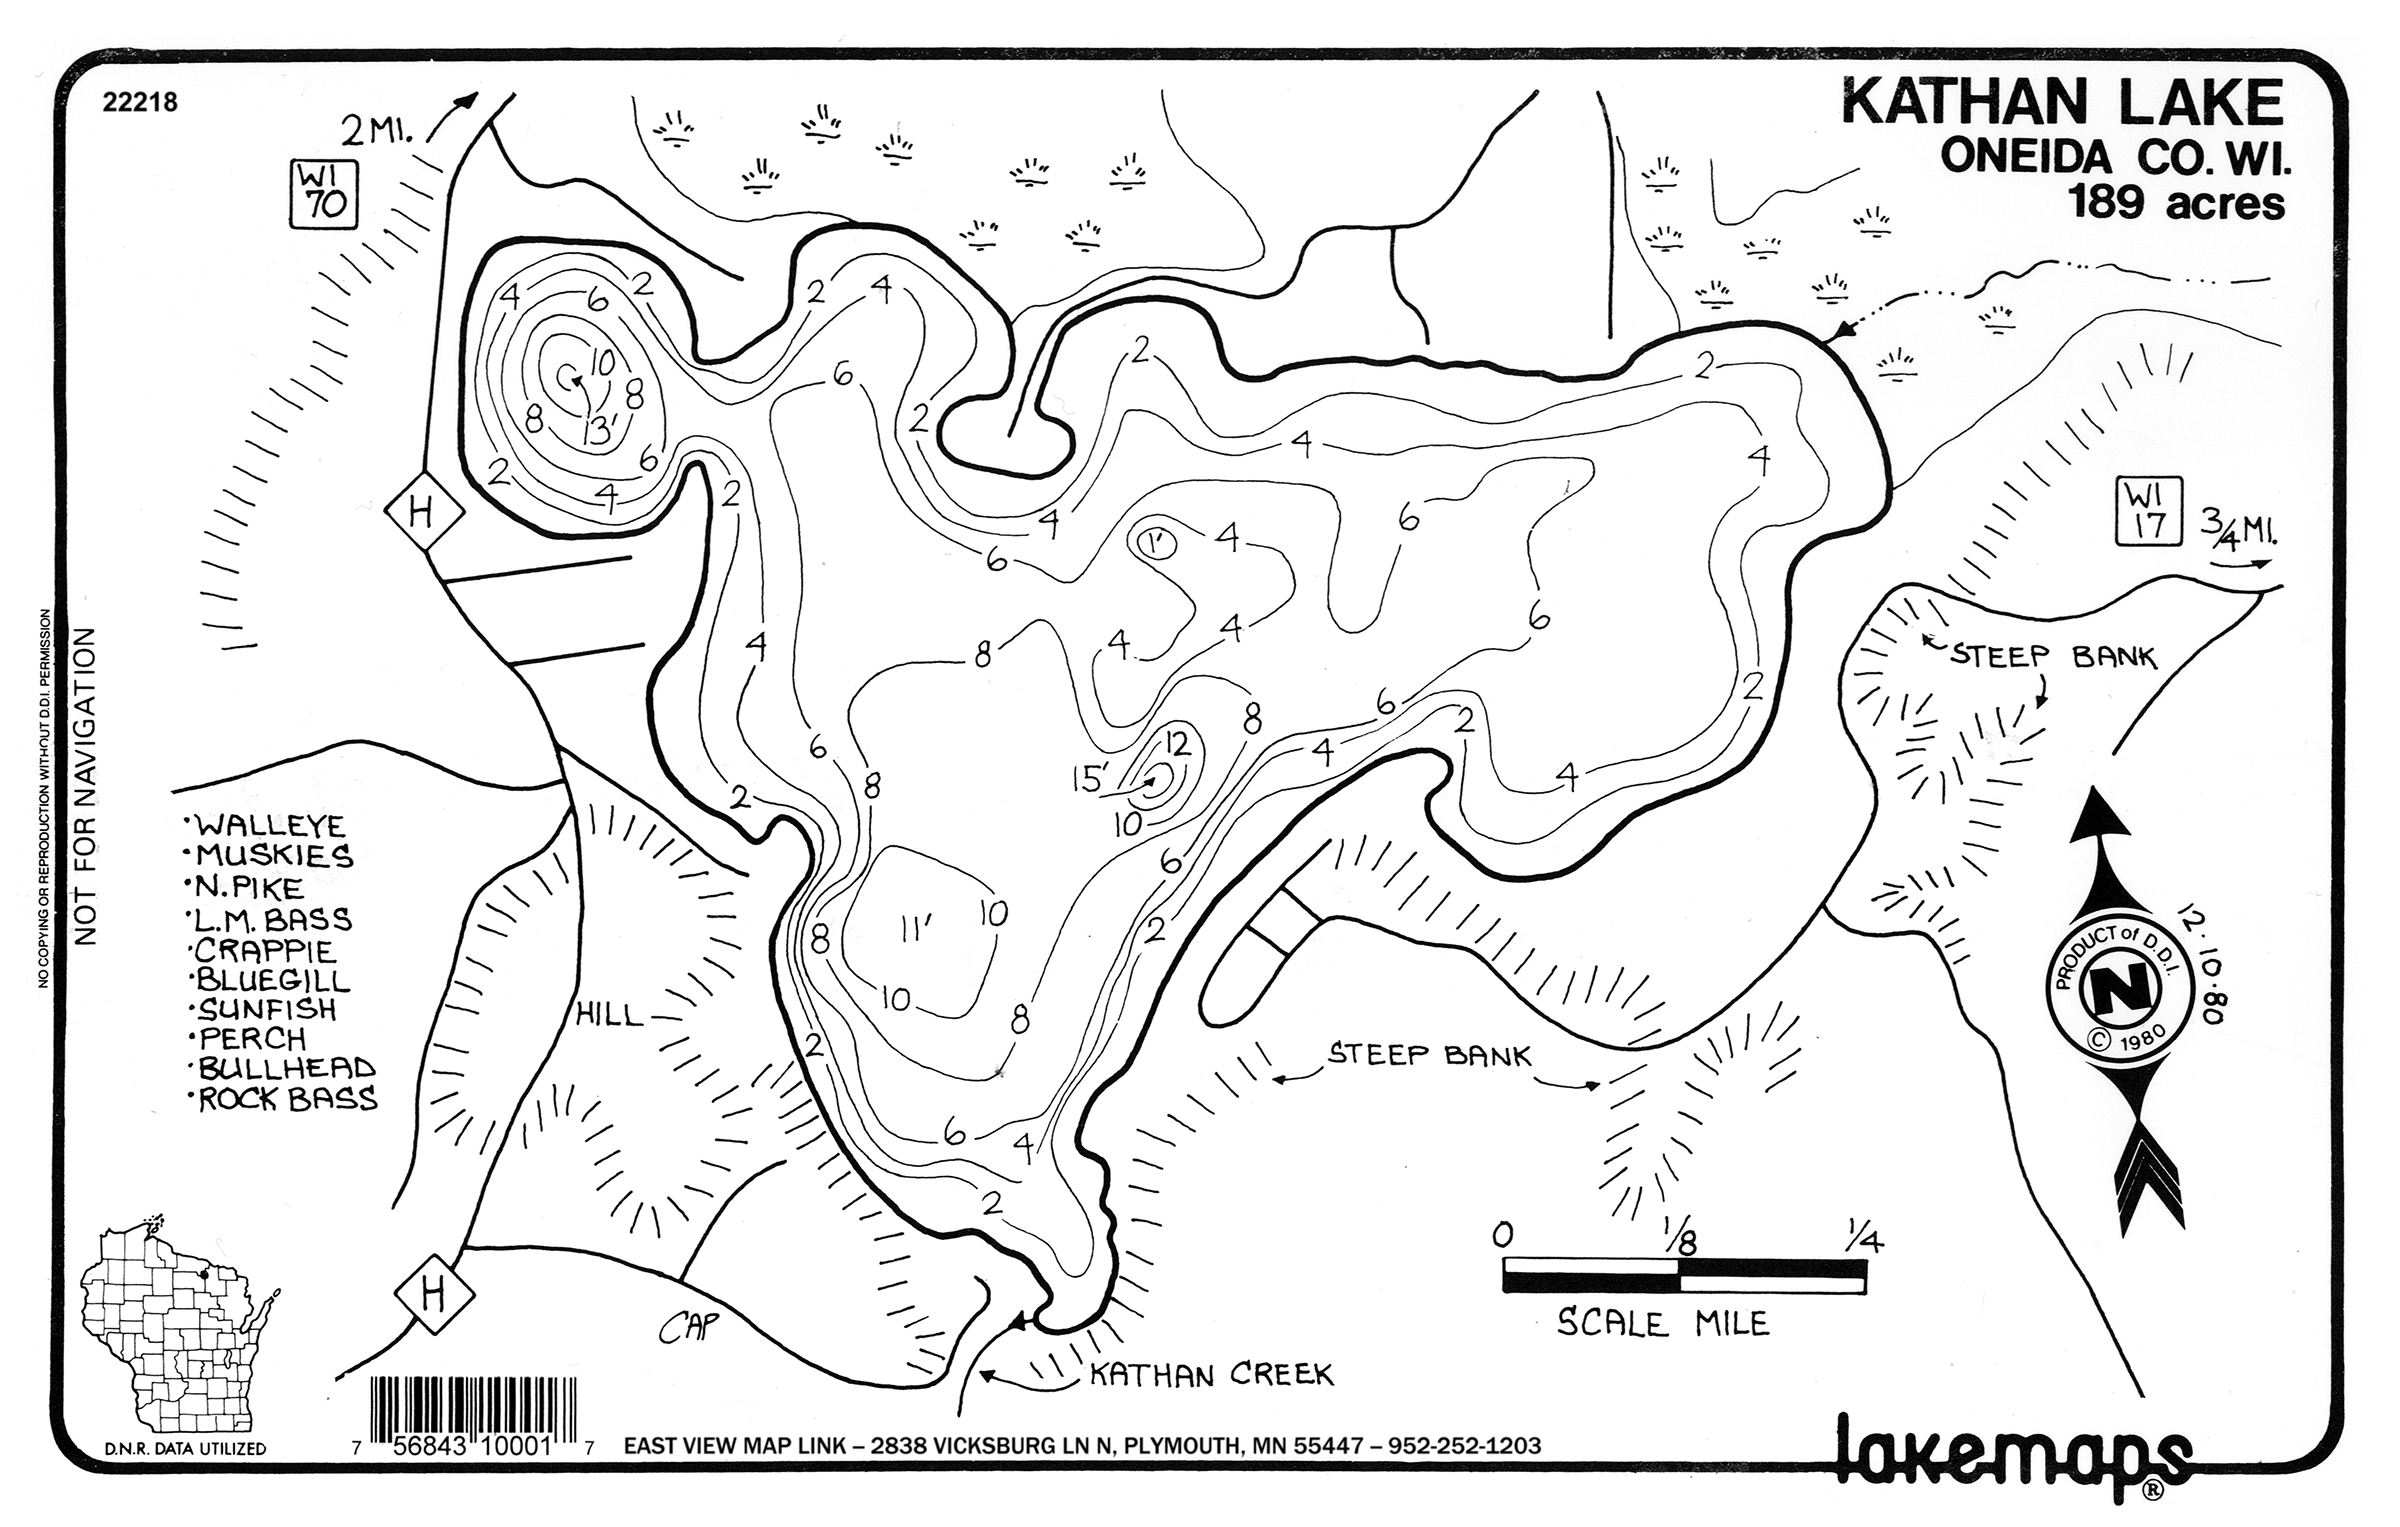 22218
KATHAN LAKE
ONEIDA CO. WI.
189 acres
2 MI.
WI
70
2
4
6
2
4
10
8
8
13'
6
2
4
2
6
2
2
4
2
4
4
6
H
4
1'
4
6
6
WI
17
3/4 MI.
STEEP BANK
4
8
4
4
6
2
6
8
2
6
2
8
12
4
4
15'
10
6
8
11'
10
10
2
8
2
6
4
2
NO COPYING OR REPRODUCTION WITHOUT D.D.I. PERMISSION
NOT FOR NAVIGATION
•WALLEYE
•MUSKIES
•N. PIKE
•L.M. BASS
•CRAPPIE
•BLUEGILL
•SUNFISH
•PERCH
•BULLHEAD
•ROCK BASS
HILL
STEEP BANK
PRODUCT of D.D.I.
N
© 1980
12·10·80
0
1/8
1/4
SCALE MILE
H
CAP
KATHAN CREEK
D.N.R. DATA UTILIZED
7 56843 10001 7
EAST VIEW MAP LINK – 2838 VICKSBURG LN N, PLYMOUTH, MN 55447 – 952-252-1203
lakemaps®